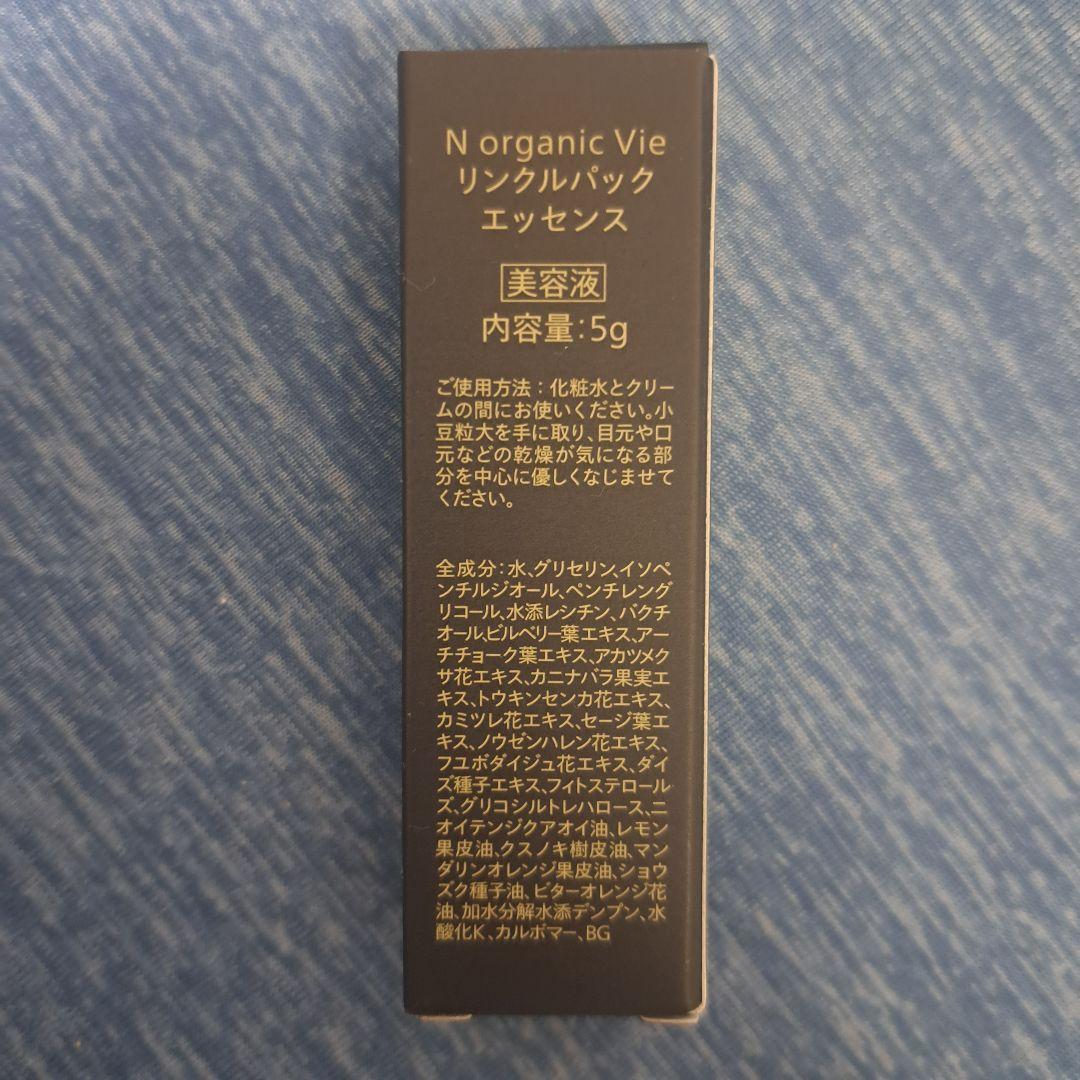 N organic Vie
リンクルパック
エッセンス
美容液
内容量:5g
ご使用方法:化粧水とクリー
ムの間にお使いください。小
豆粒大を手に取り、目元や口
元などの乾燥が気になる部
分を中心に優しくなじませて
ください。
全成分:水、グリセリン、イソペ
ンチルジオール、ペンチレング
リコール、水添レシチン、バクチ
オール、ビルベリー葉エキス、アー
チチョーク葉エキス、アカツメク
サ花エキス、カニナバラ果実エ
キス、トウキンセンカ花エキス、
カミツレ花エキス、セージ葉エ
キス、ノウゼンハレン花エキス、
フユボダイジュ花エキス、ダイ
ズ種子エキス、フィトステロール
ズ、グリコシルトレハロース、ニ
オイテンジクアオイ油、レモン
果皮油、クスノキ樹皮油、マン
ダリンオレンジ果皮油、ショウ
ズク種子油、ビターオレンジ花
油、加水分解水添デンプン、水
酸化K、カルボマー、BG